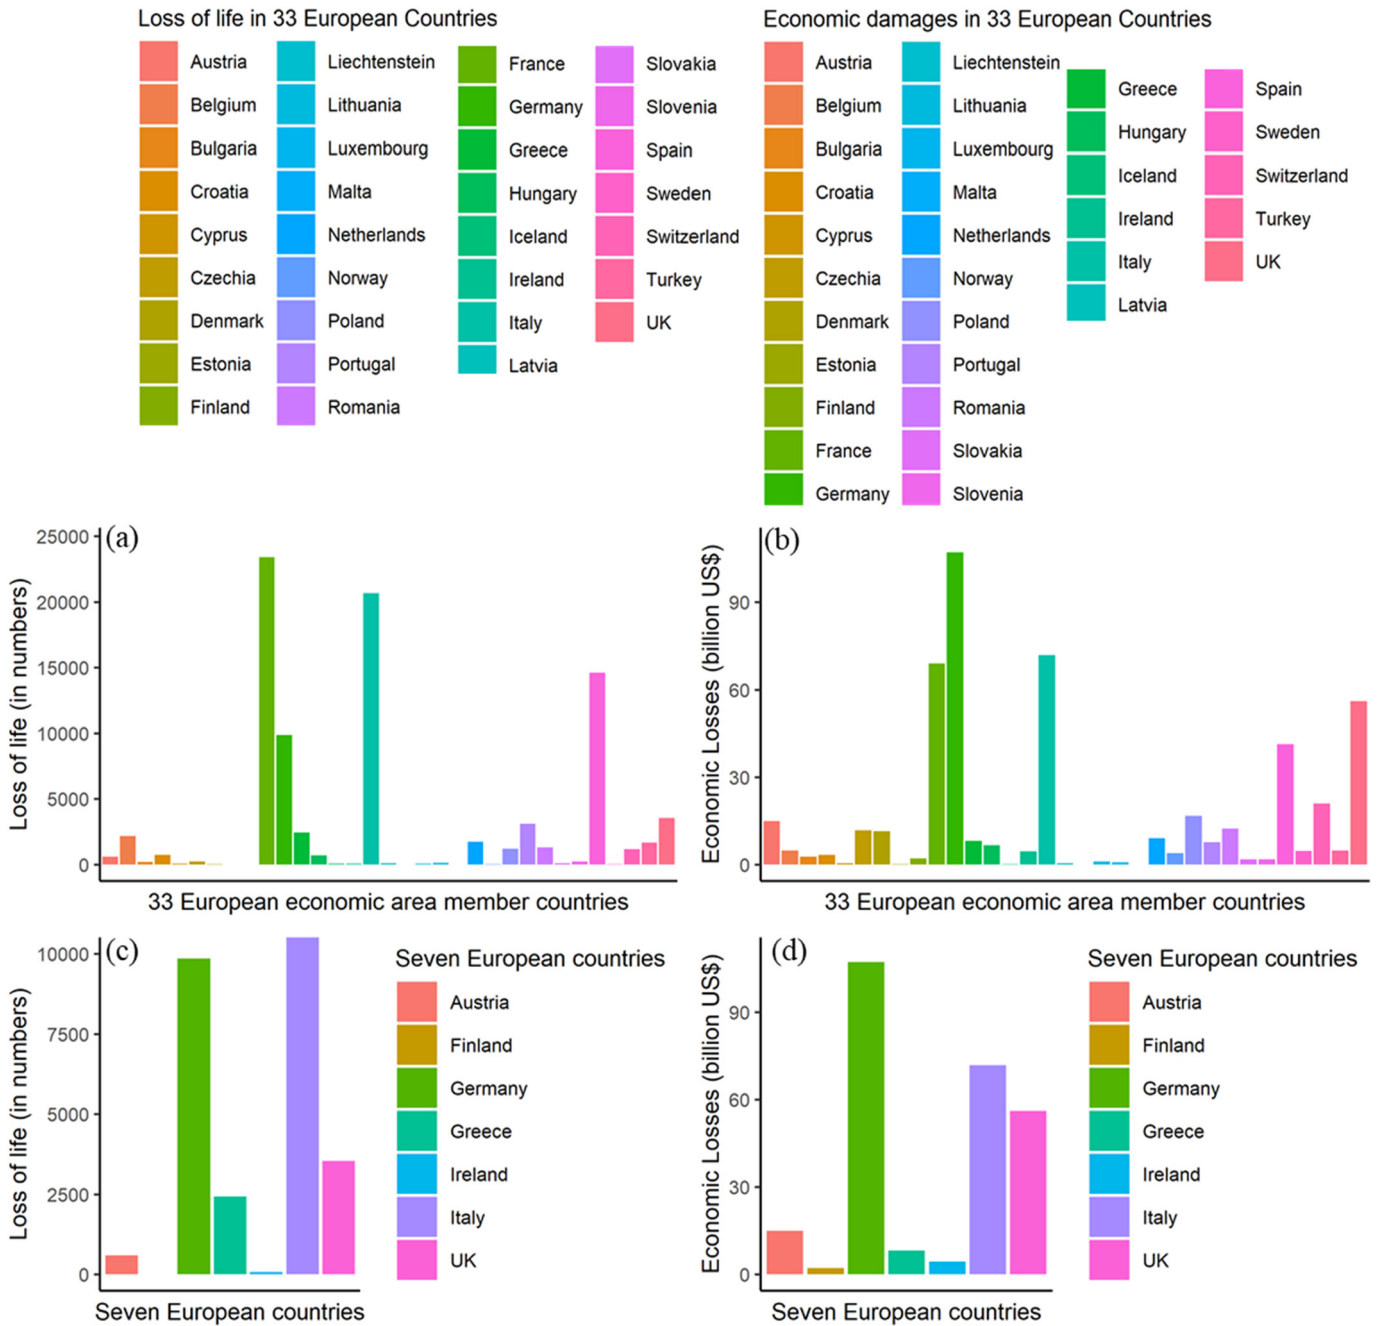 Loss of life in 33 European Countries
Austria
Belgium
Bulgaria
Croatia
Cyprus
Czechia
Denmark
Estonia
Finland
Liechtenstein
Lithuania
Luxembourg
Malta
Netherlands
Norway
Poland
Portugal
Romania
France
Germany
Greece
Hungary
Iceland
Ireland
Italy
Latvia
Slovakia
Slovenia
Spain
Sweden
Switzerland
Turkey
UK
Economic damages in 33 European Countries
Austria
Belgium
Bulgaria
Croatia
Cyprus
Czechia
Denmark
Estonia
Finland
France
Germany
Liechtenstein
Lithuania
Luxembourg
Malta
Netherlands
Norway
Poland
Portugal
Romania
Slovakia
Slovenia
Greece
Hungary
Iceland
Ireland
Italy
Latvia
Spain
Sweden
Switzerland
Turkey
UK
(a)
Loss of life (in numbers)
25000
20000
15000
10000
5000
0
33 European economic area member countries
(b)
Economic Losses (billion US$)
90
60
30
0
33 European economic area member countries
(c)
Loss of life (in numbers)
10000
7500
5000
2500
0
Seven European countries
Seven European countries
Austria
Finland
Germany
Greece
Ireland
Italy
UK
(d)
Economic Losses (billion US$)
90
60
30
0
Seven European countries
Seven European countries
Austria
Finland
Germany
Greece
Ireland
Italy
UK